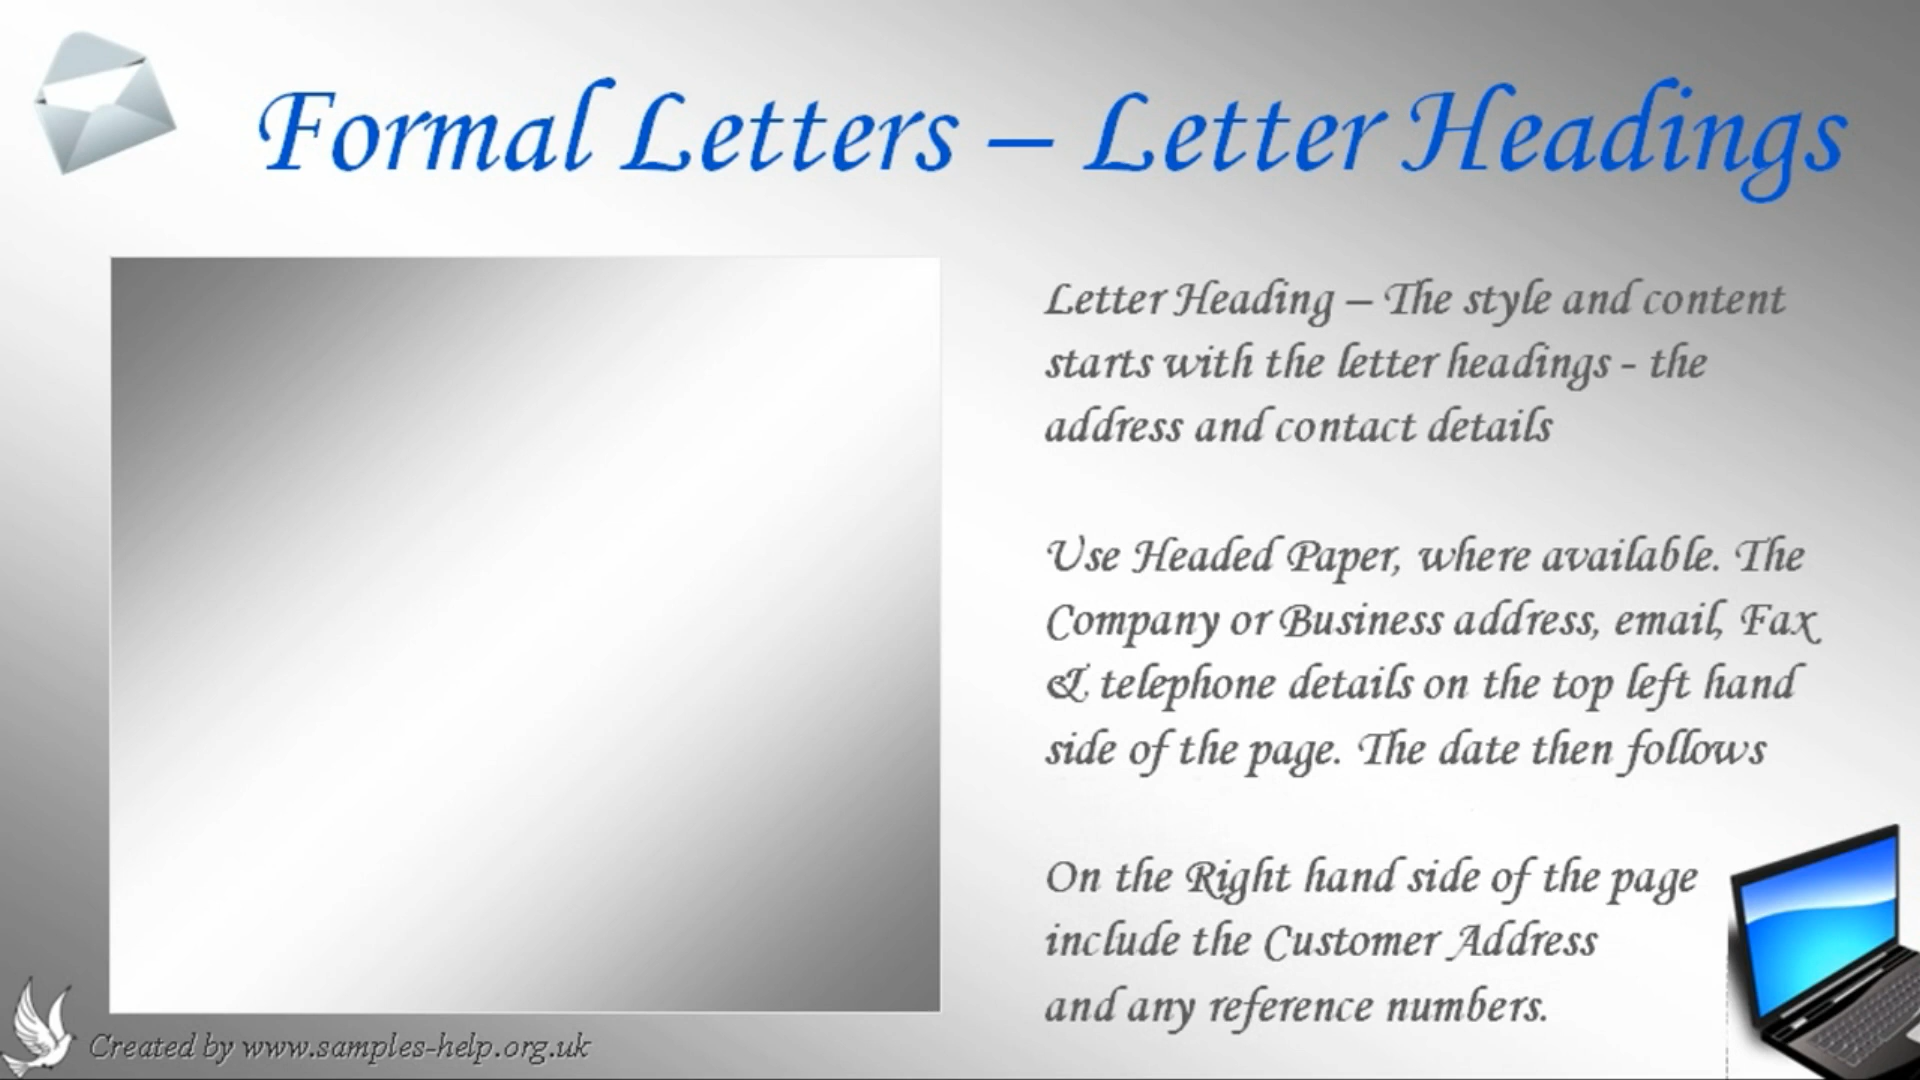 Formal Letters – Letter Headings
Letter Heading – The style and content
starts with the letter headings - the
address and contact details
Use Headed Paper, where available. The
Company or Business address, email, Fax
& telephone details on the top left hand
side of the page. The date then follows
On the Right hand side of the page
include the Customer Address
and any reference numbers.
Created by www.samples-help.org.uk